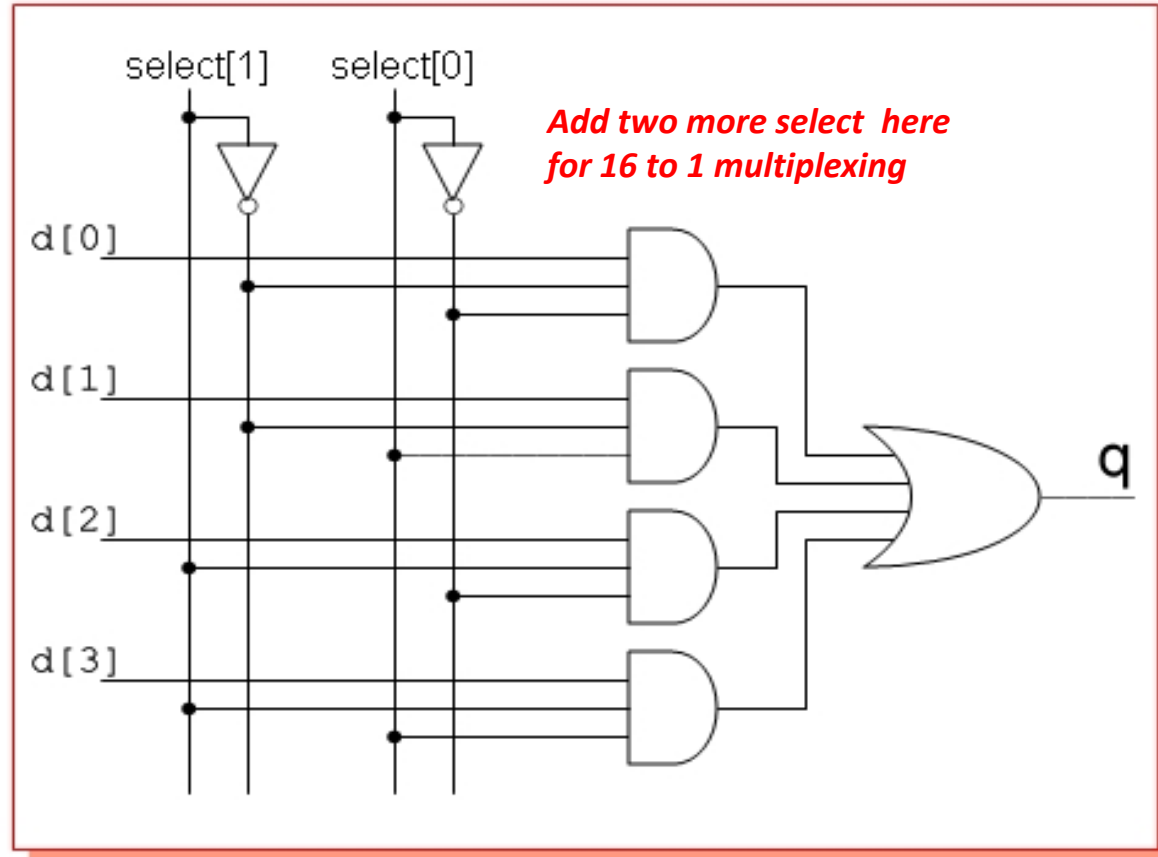 select[1] select[0]
Add two more select here
for 16 to 1 multiplexing
d[0]
d[1]
q
d[2]
d[3]